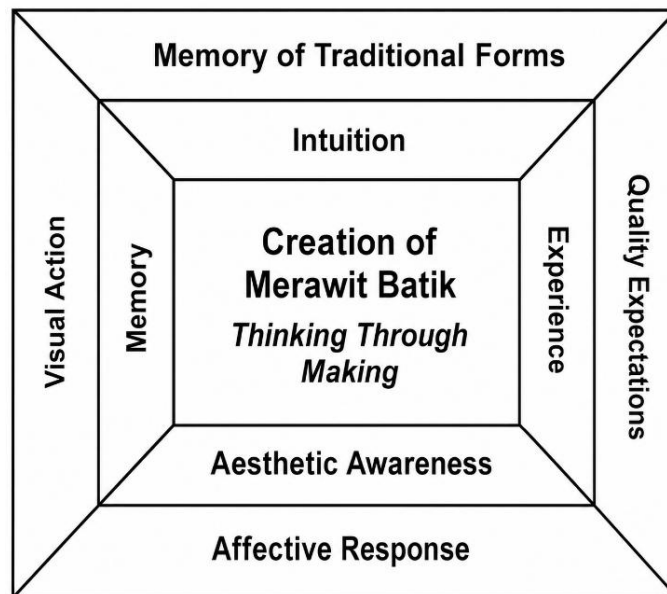 Memory of Traditional Forms
Intuition
Visual Action
Memory
Creation of
Merawit Batik
Thinking Through
Making
Experience
Quality Expectations
Aesthetic Awareness
Affective Response